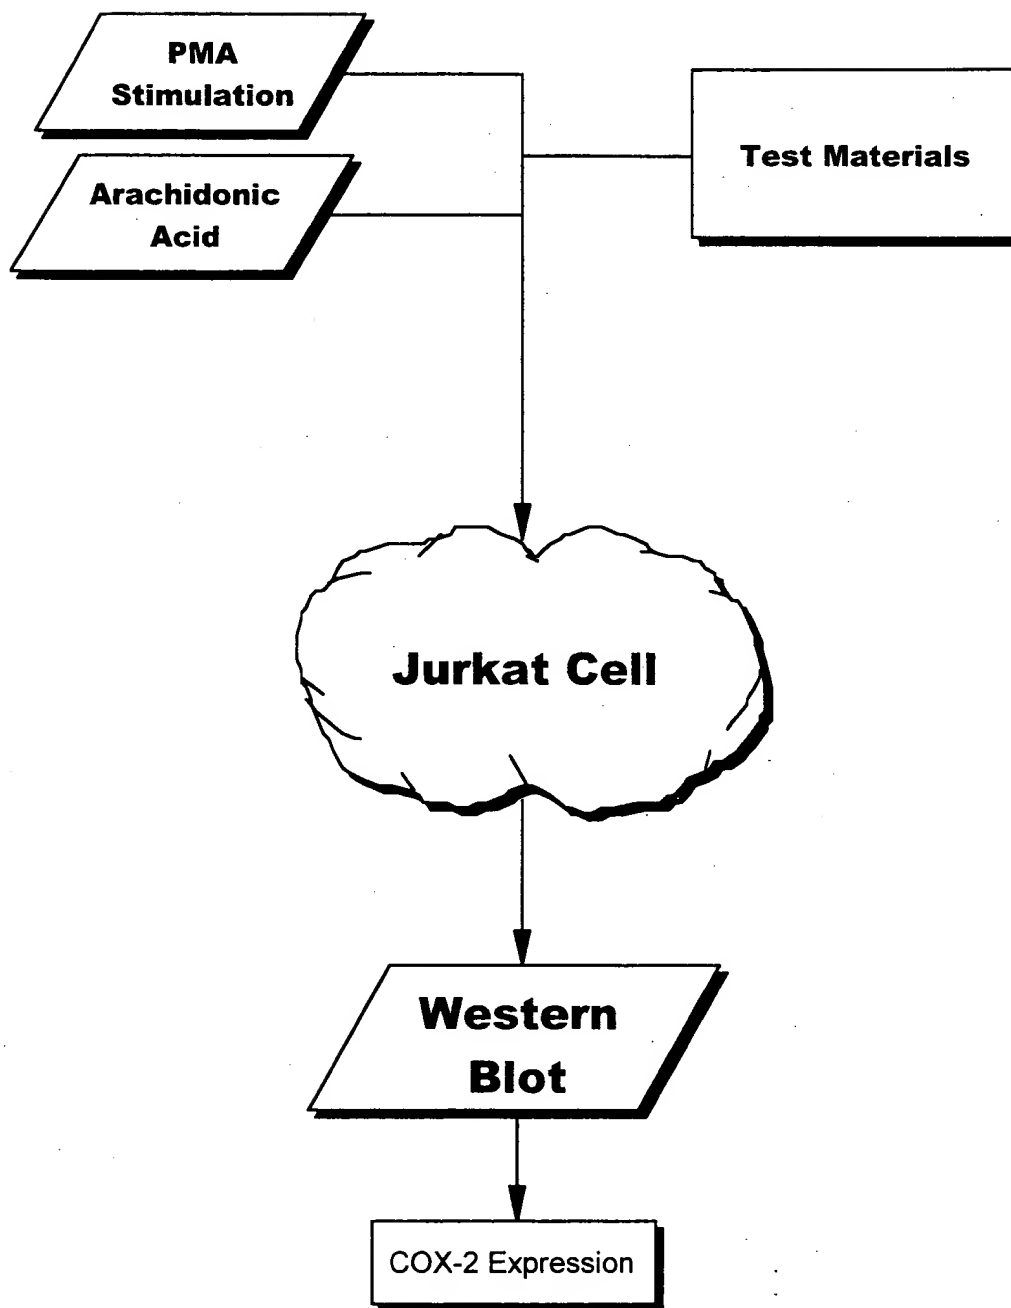 PMA
Stimulation
Test Materials
Arachidonic
Acid
Jurkat Cell
Western
Blot
COX-2 Expression